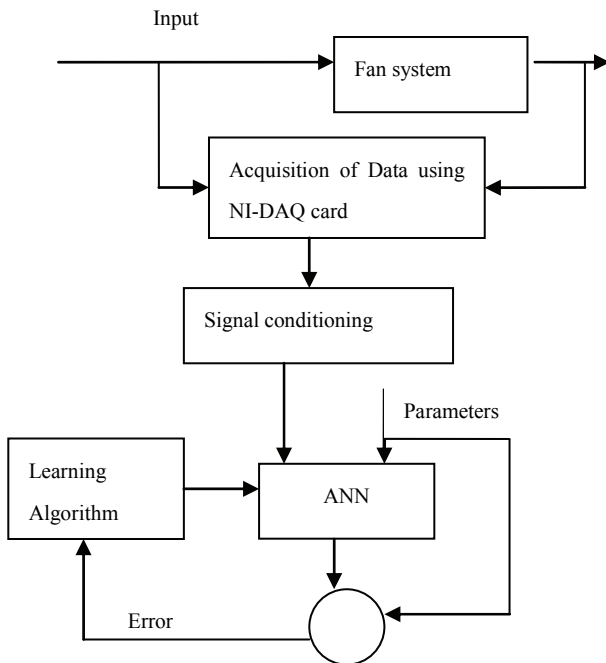 Input
Fan system
Acquisition of Data using
NI-DAQ card
Signal conditioning
Parameters
Learning
Algorithm
ANN
Error